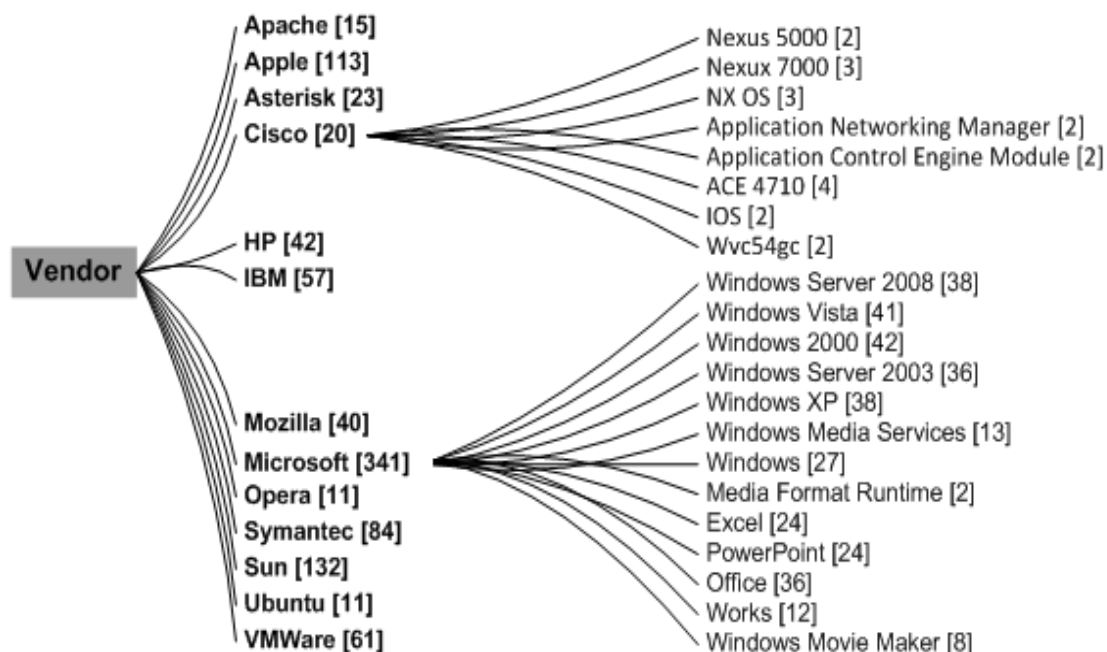 Vendor
Apache [15]
Apple [113]
Asterisk [23]
Cisco [20]
HP [42]
IBM [57]
Mozilla [40]
Microsoft [341]
Opera [11]
Symantec [84]
Sun [132]
Ubuntu [11]
VMWare [61]
Nexus 5000 [2]
Nexux 7000 [3]
NX OS [3]
Application Networking Manager [2]
Application Control Engine Module [2]
ACE 4710 [4]
IOS [2]
Wvc54gc [2]
Windows Server 2008 [38]
Windows Vista [41]
Windows 2000 [42]
Windows Server 2003 [36]
Windows XP [38]
Windows Media Services [13]
Windows [27]
Media Format Runtime [2]
Excel [24]
PowerPoint [24]
Office [36]
Works [12]
Windows Movie Maker [8]